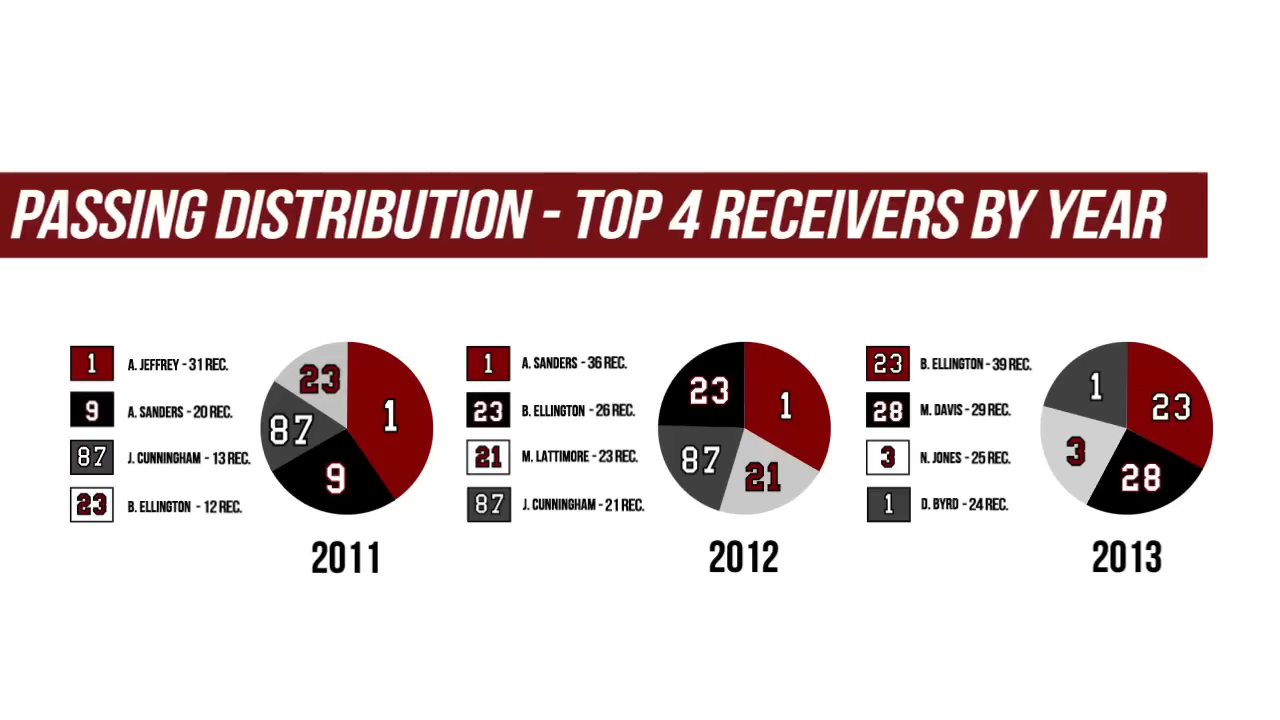 PASSING DISTRIBUTION - TOP 4 RECEIVERS BY YEAR
1 A. JEFFREY - 31 REC.
9 A. SANDERS - 20 REC.
87 J. CUNNINGHAM - 13 REC.
23 B. ELLINGTON - 12 REC.
23
1
87
9
2011
1 A. SANDERS - 36 REC.
23 B. ELLINGTON - 26 REC.
21 M. LATTIMORE - 23 REC.
87 J. CUNNINGHAM - 21 REC.
23
1
87
21
2012
23 B. ELLINGTON - 39 REC.
28 M. DAVIS - 29 REC.
3 N. JONES - 25 REC.
1 D. BYRD - 24 REC.
1
23
3
28
2013